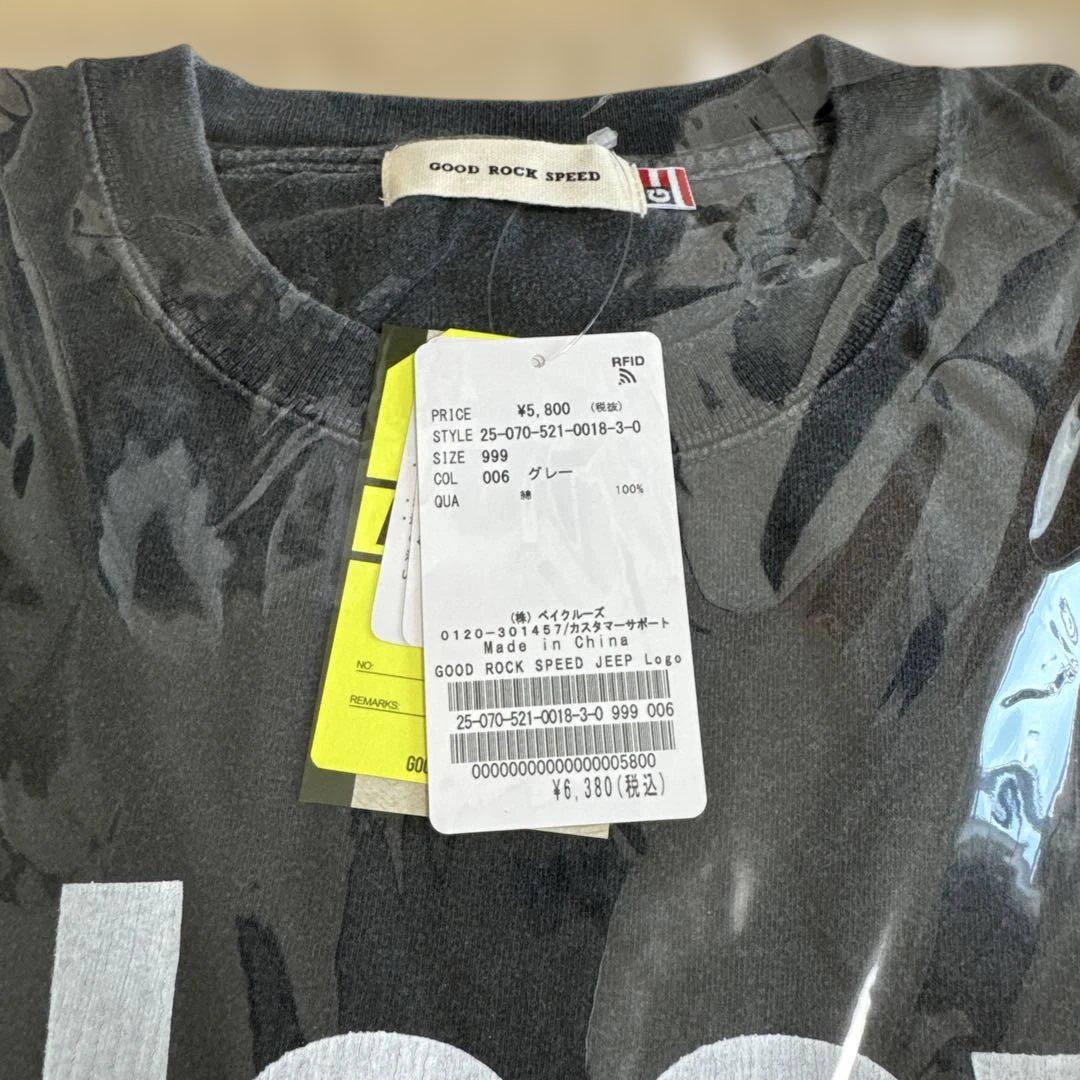 GOOD ROCK SPEED
G
RFID
PRICE ¥5,800 (税抜)
STYLE 25-070-521-0018-3-0
SIZE 999
COL 006 グレー
QUA 綿 100%
(株) ベイクルーズ
0120-301457/カスタマーサポート
Made in China
GOOD ROCK SPEED JEEP Logo
25-070-521-0018-3-0 999 006
00000000000000005800
¥6,380(税込)
NO:
REMARKS: